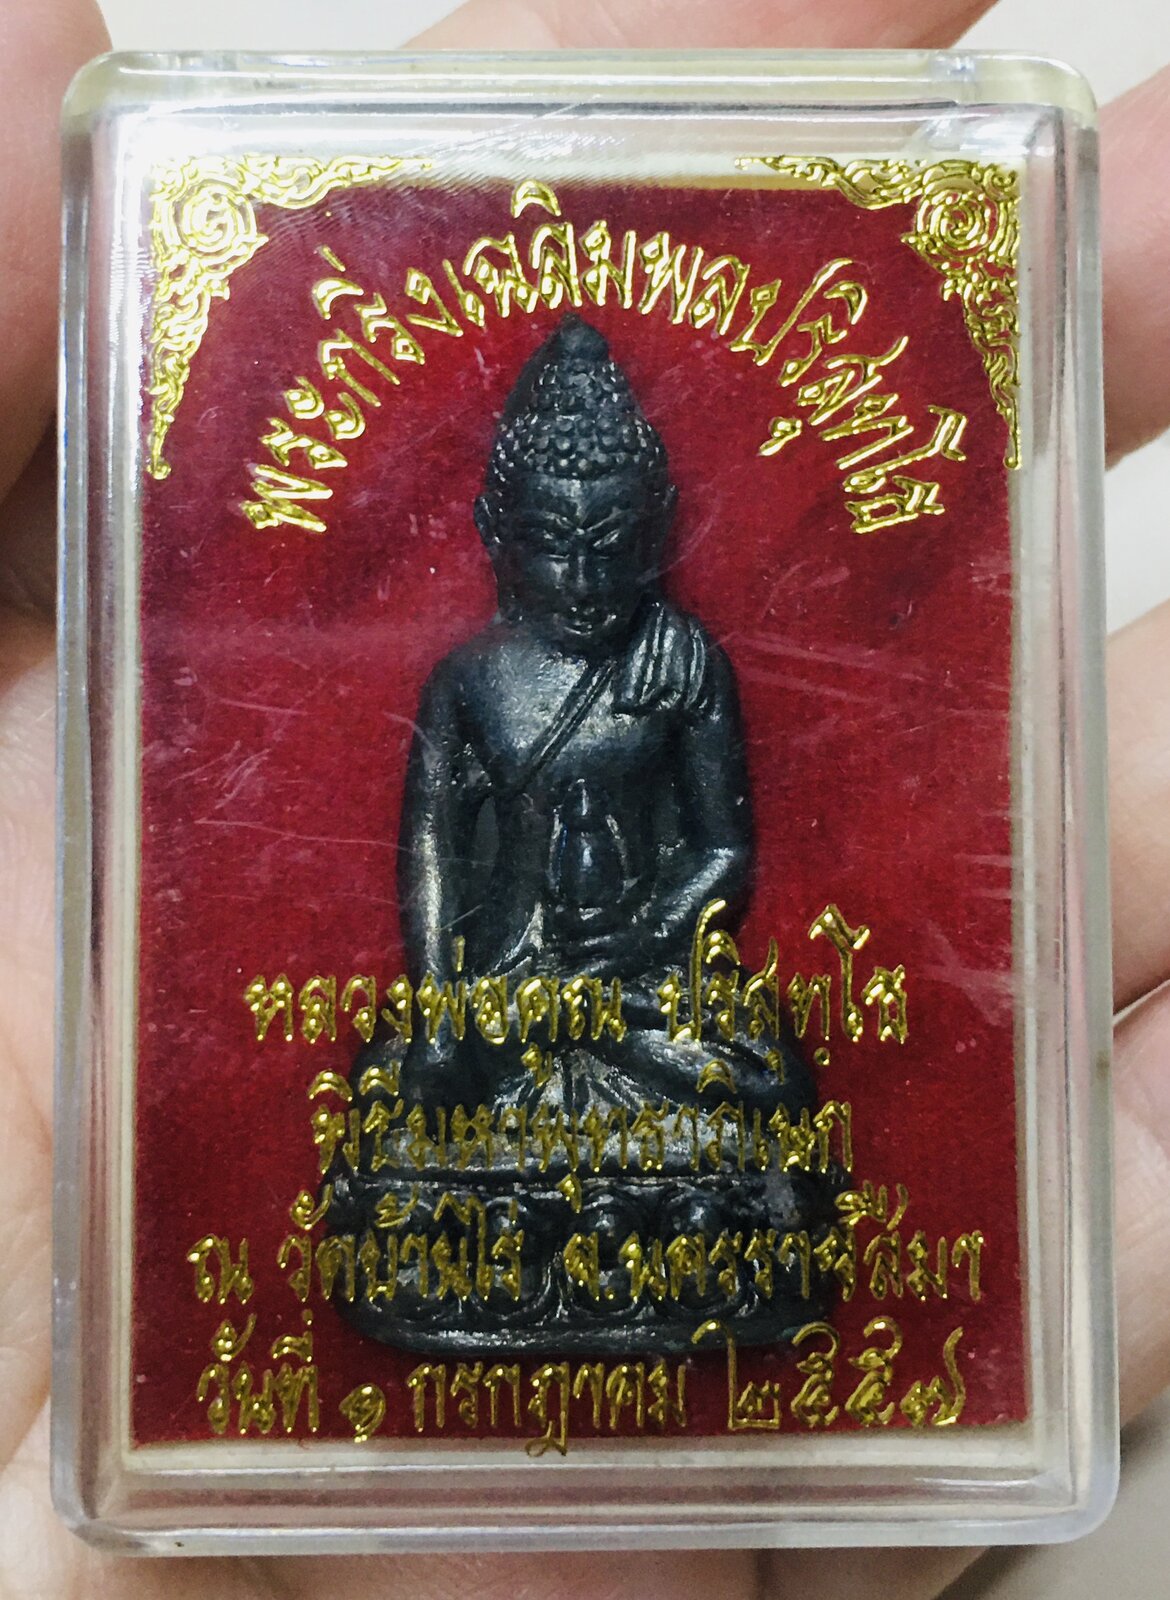 พระกริ่งเฉลิมพลปริสุทโธ
หลวงพ่อคูณ ปริสุทฺโธ
พิธีมหาพุทธาภิเษก
ณ วัดบ้านไร่ จ.นครราชสีมา
วันที่ ๑ กรกฎาคม ๒๕๕๗